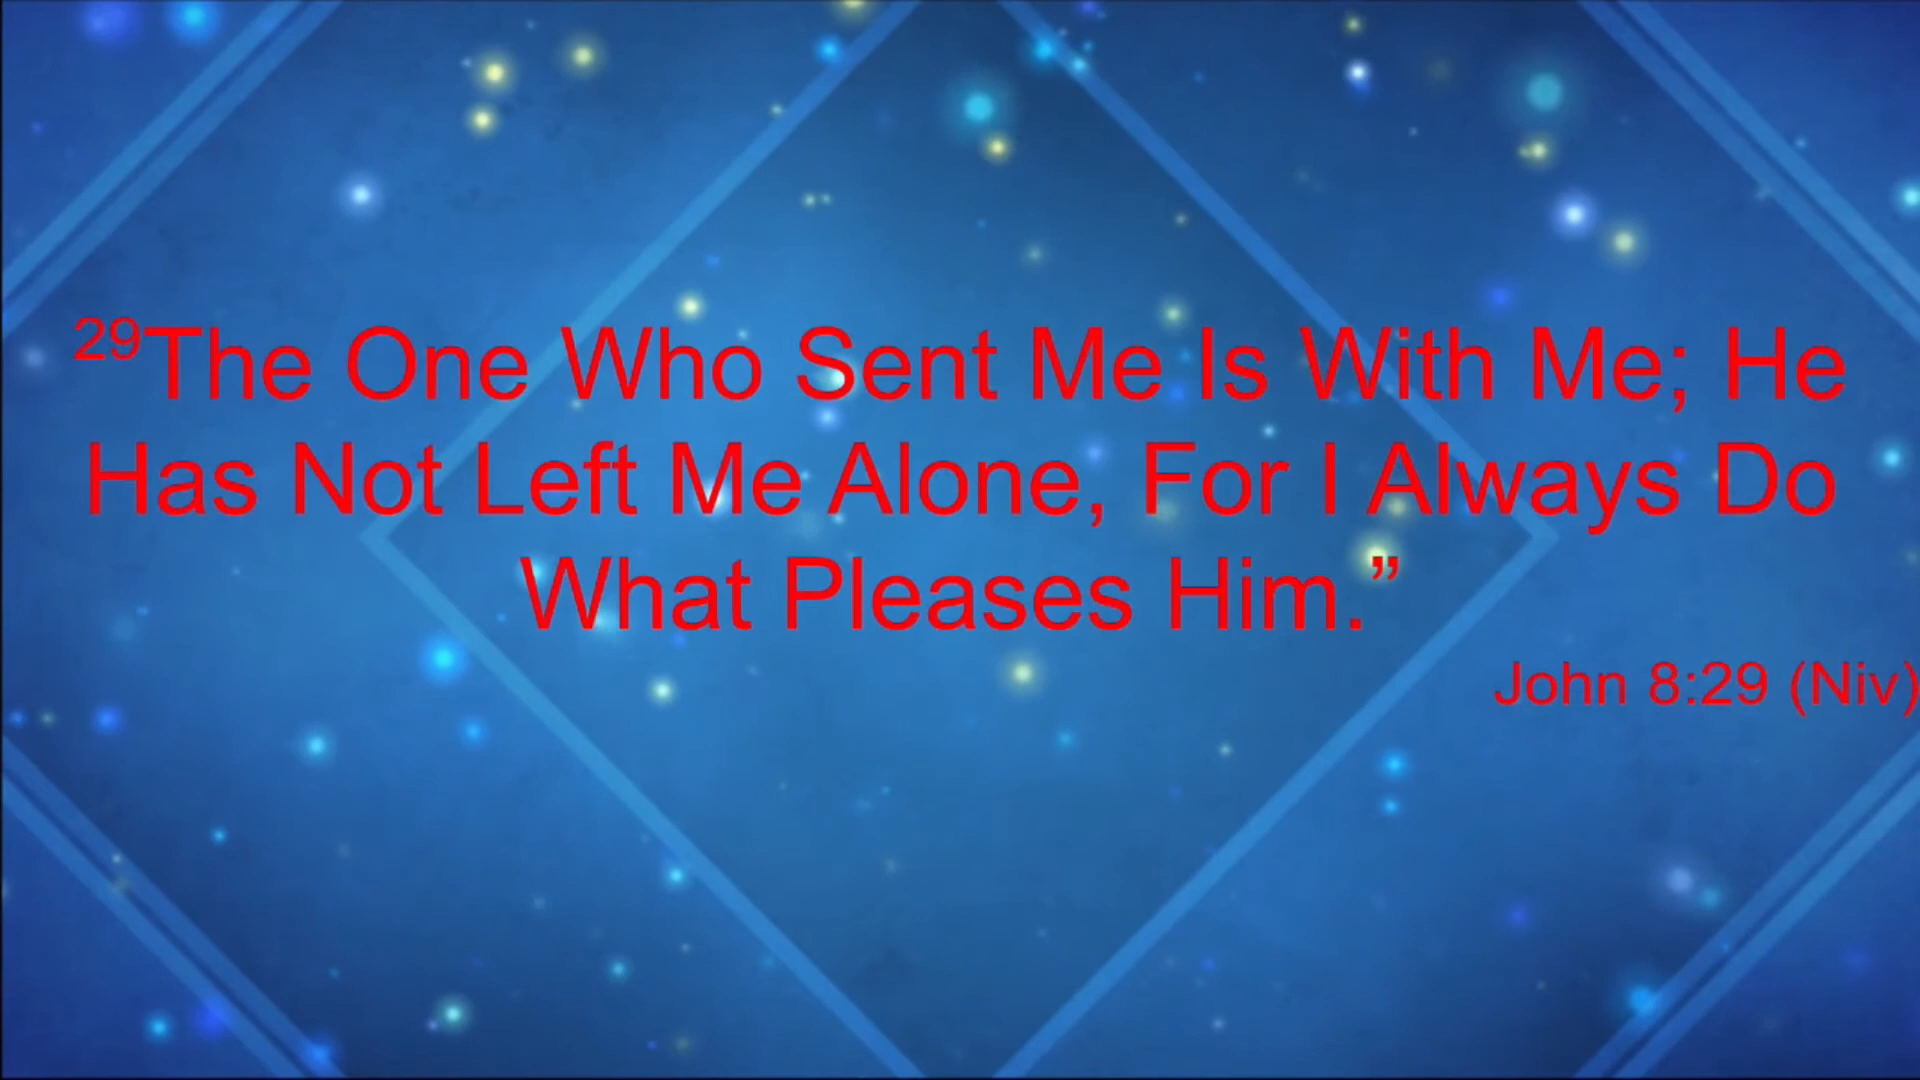 29The One Who Sent Me Is With Me; He
Has Not Left Me Alone, For I Always Do
What Pleases Him.”
John 8:29 (Niv)